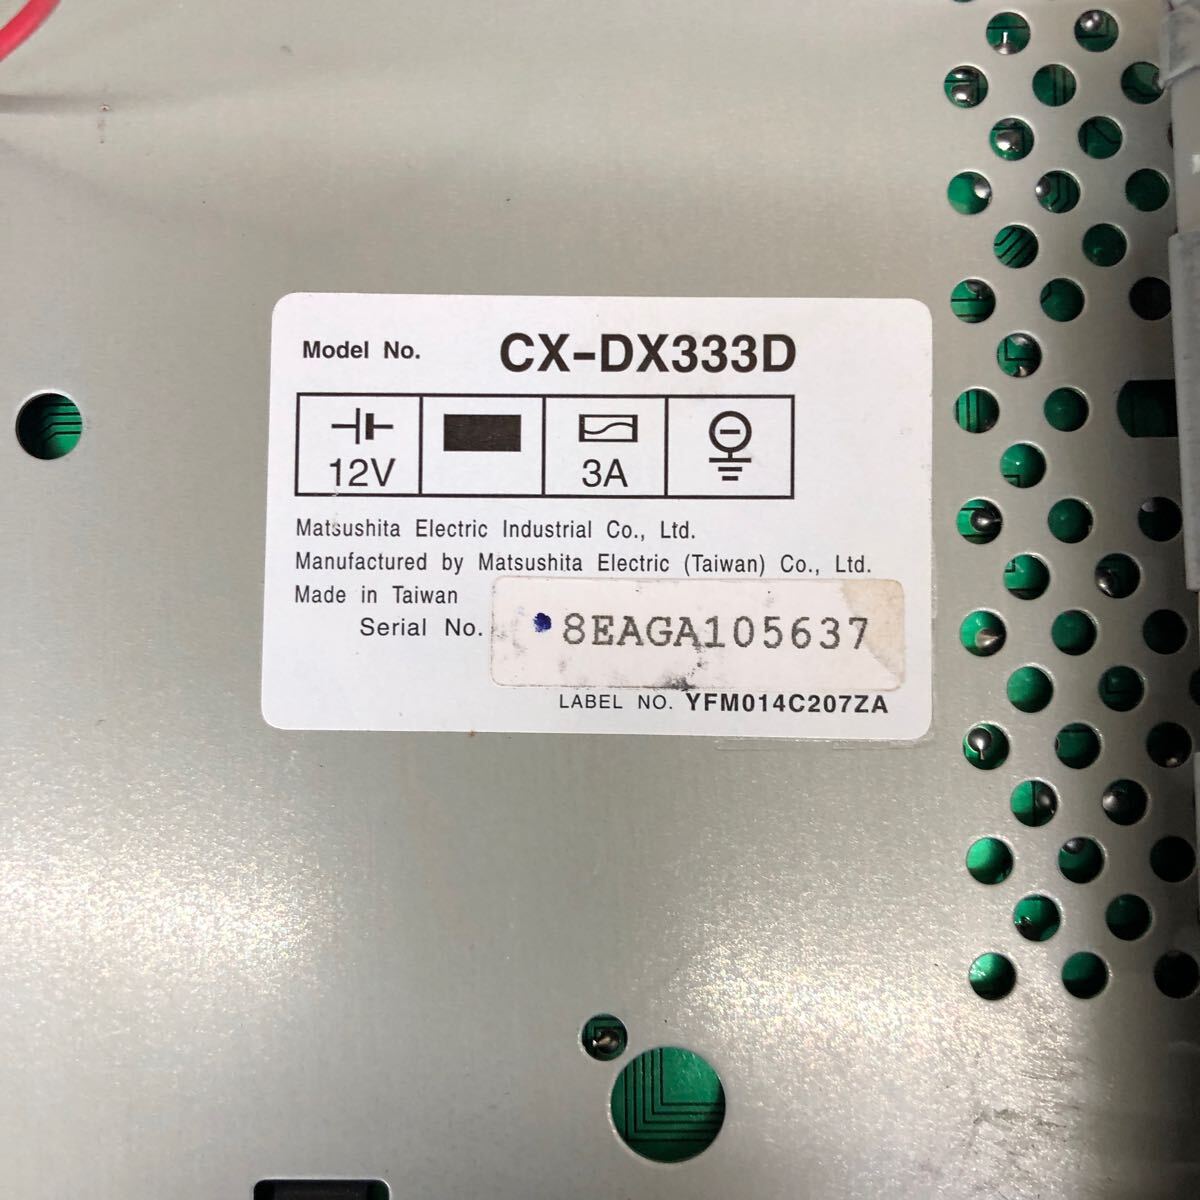 Model No. CX-DX333D
12V 3A
Matsushita Electric Industrial Co., Ltd.
Manufactured by Matsushita Electric (Taiwan) Co., Ltd.
Made in Taiwan
Serial No. 8EAGA105637
LABEL NO. YFM014C207ZA